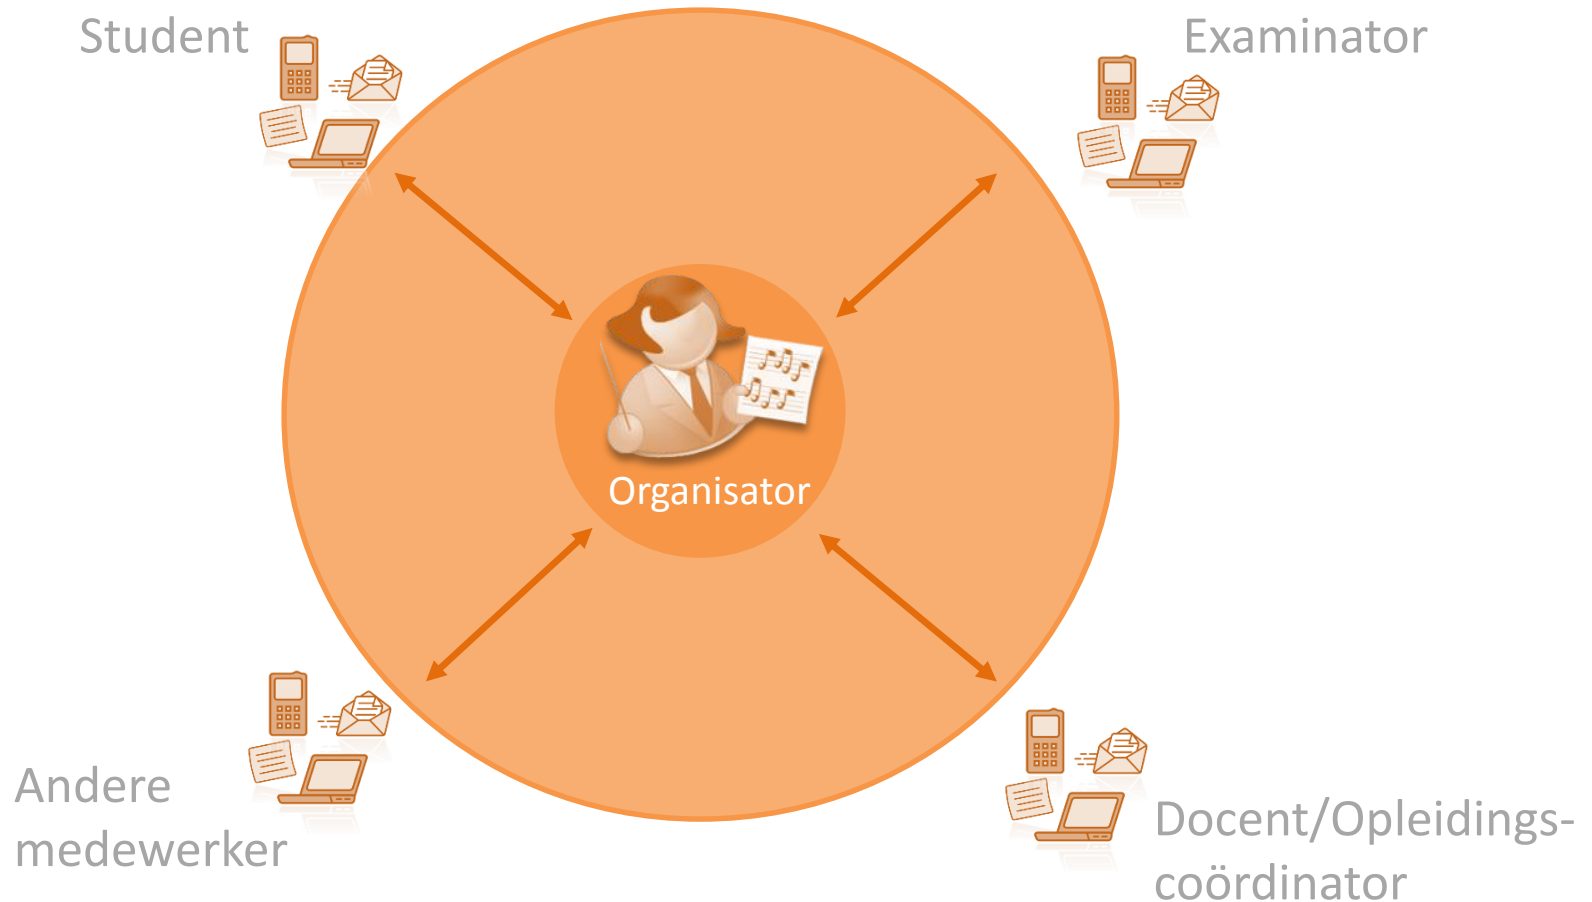 Student
Examinator
Organisator
Andere
medewerker
Docent/Opleidings-
coördinator